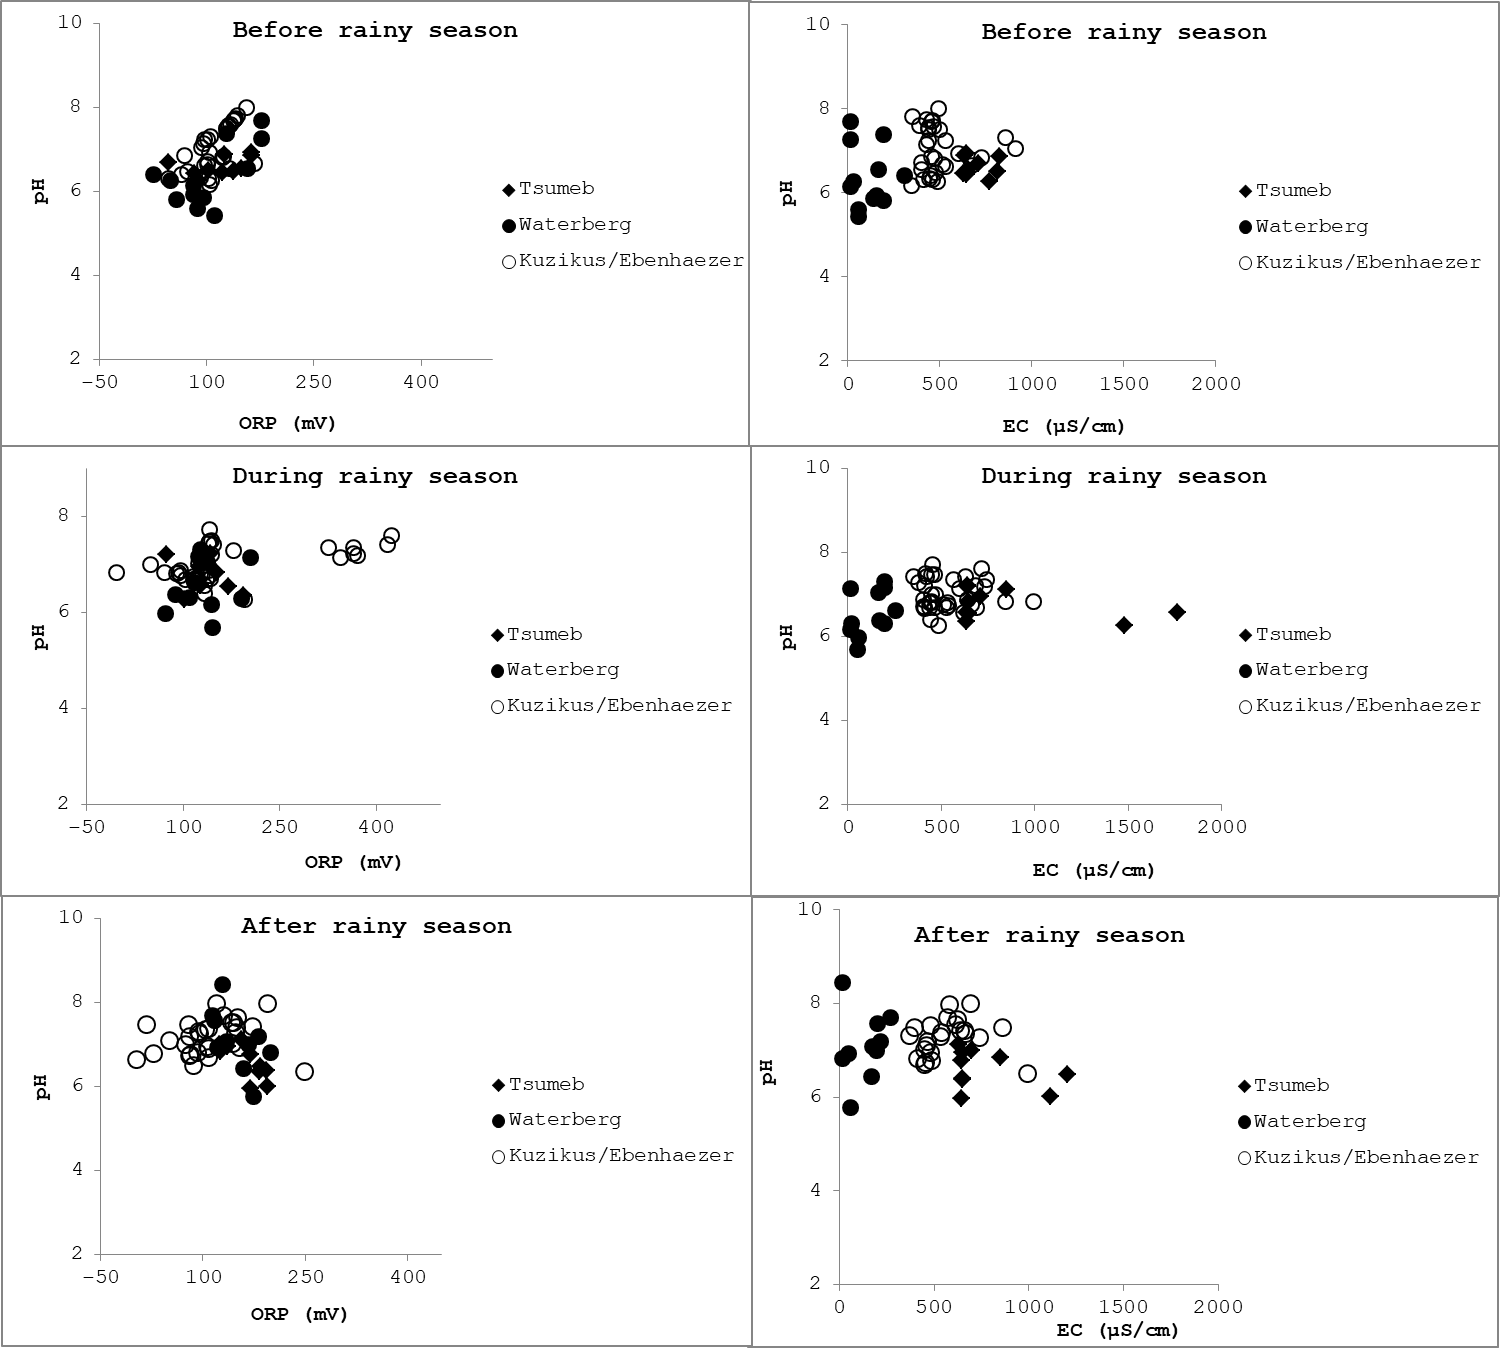 Before rainy season
10
8
6
4
2
pH
−50
100
250
400
ORP (mV)
Tsumeb
Waterberg
Kuzikus/Ebenhaezer
Before rainy season
10
8
6
4
2
pH
0
500
1000
1500
2000
EC (µS/cm)
Tsumeb
Waterberg
Kuzikus/Ebenhaezer
During rainy season
8
6
4
2
pH
−50
100
250
400
ORP (mV)
Tsumeb
Waterberg
Kuzikus/Ebenhaezer
During rainy season
10
8
6
4
2
pH
0
500
1000
1500
2000
EC (µS/cm)
Tsumeb
Waterberg
Kuzikus/Ebenhaezer
After rainy season
10
8
6
4
2
pH
−50
100
250
400
ORP (mV)
Tsumeb
Waterberg
Kuzikus/Ebenhaezer
After rainy season
10
8
6
4
2
pH
0
500
1000
1500
2000
EC (µS/cm)
Tsumeb
Waterberg
Kuzikus/Ebenhaezer